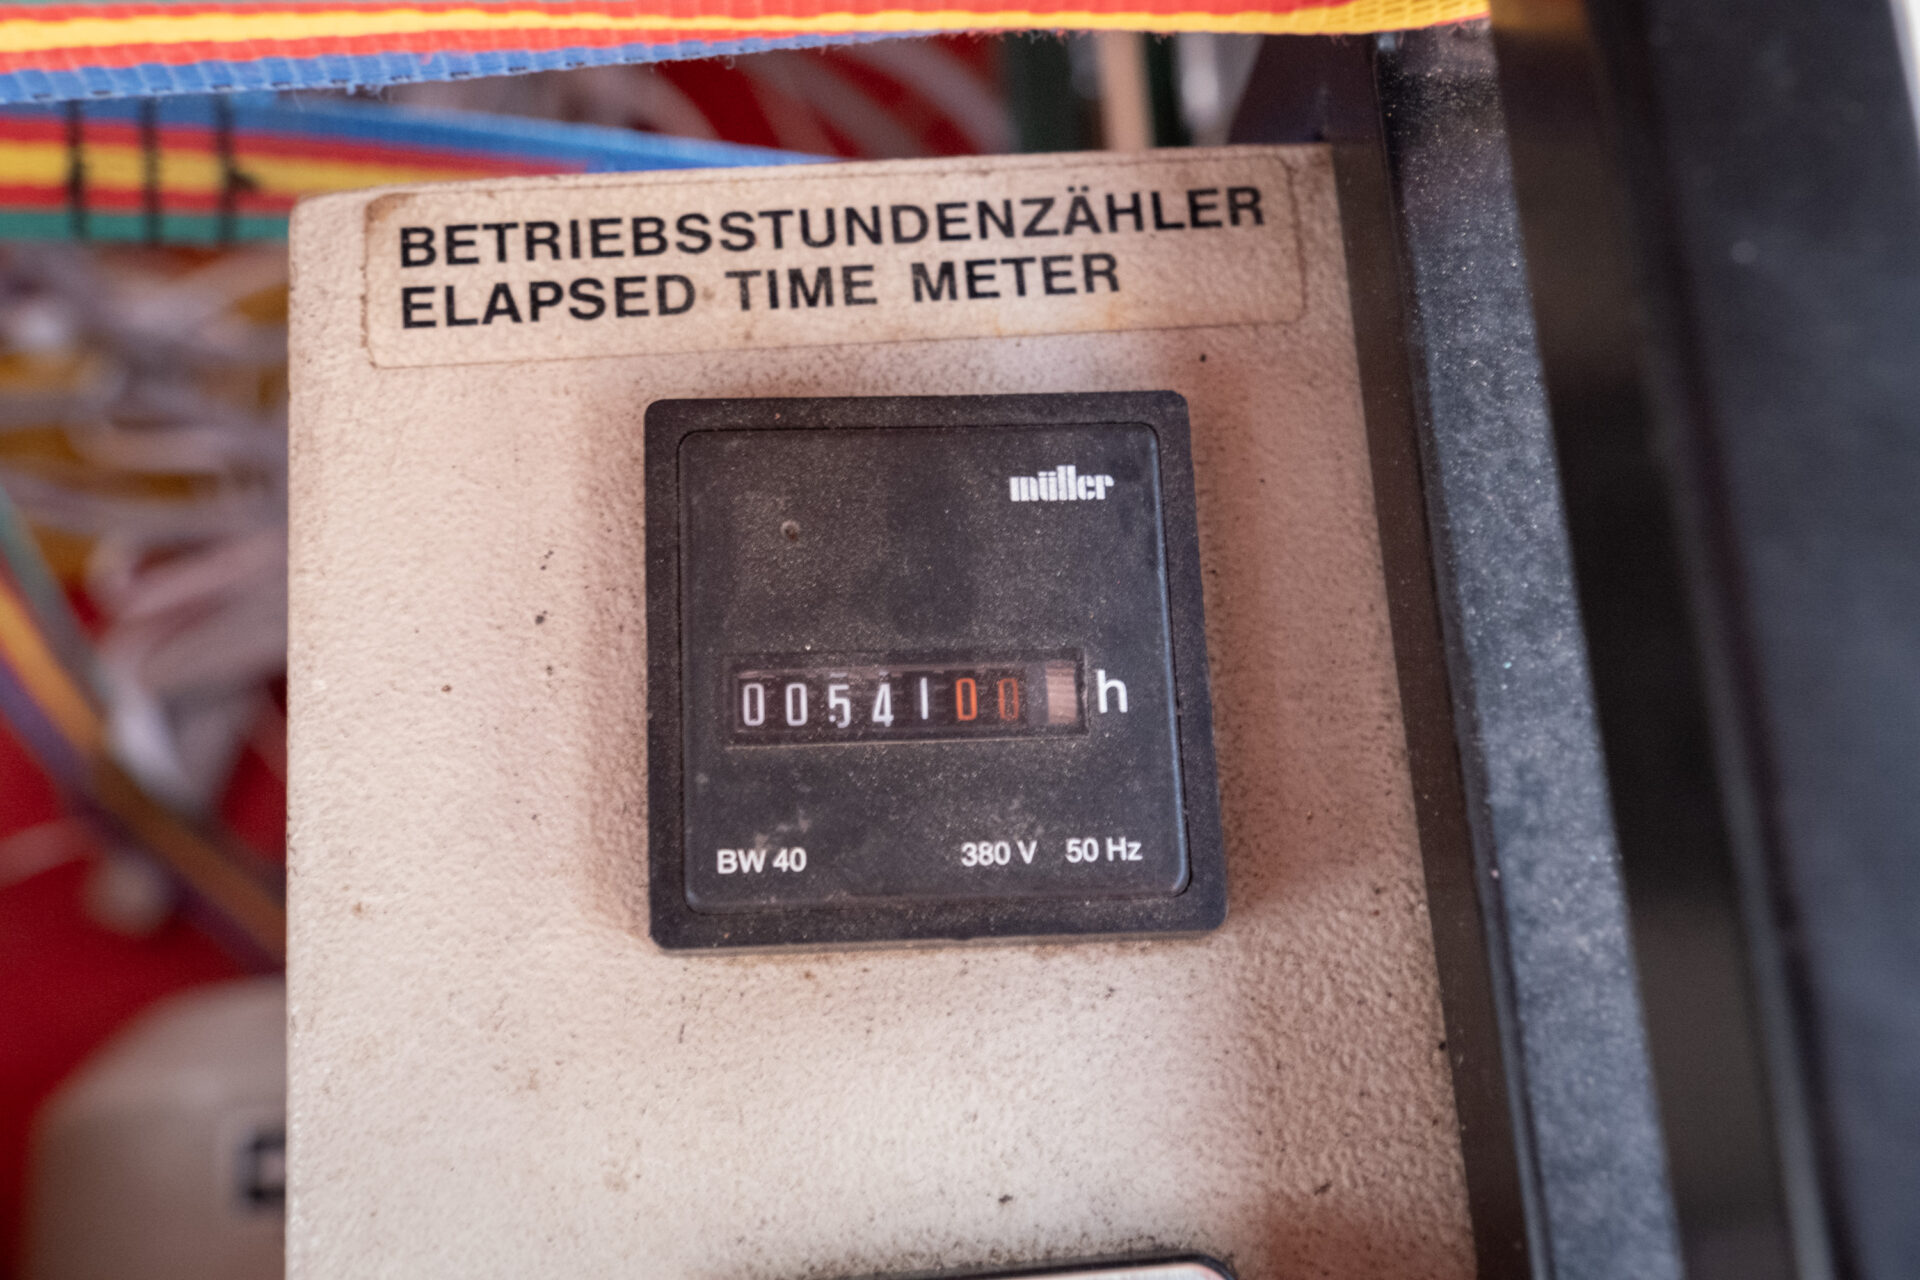 BETRIEBSSTUNDENZÄHLER
ELAPSED TIME METER
müller
0054100 h
BW 40 380 V 50 Hz